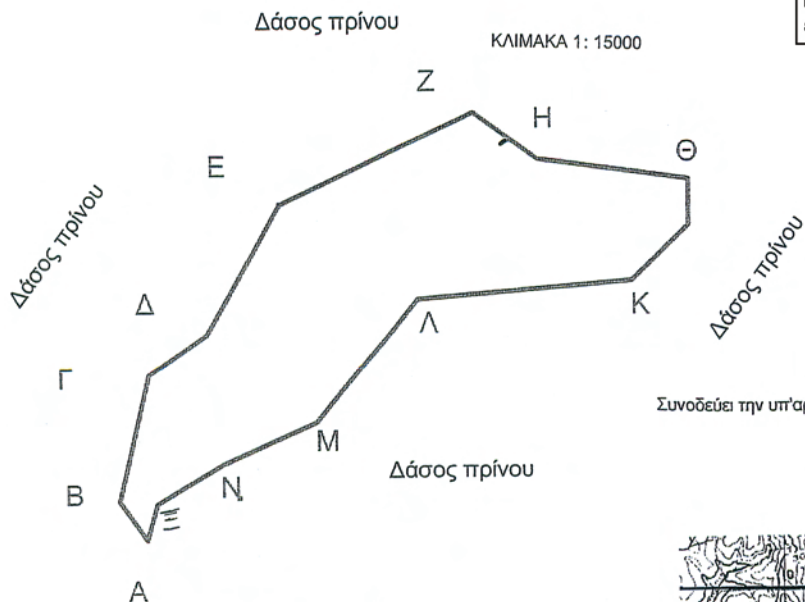 Δάσος πρίνου
ΚΛΙΜΑΚΑ 1: 15000
Ζ
Η
Θ
Ε
Δάσος πρίνου
Δάσος πρίνου
Δ
Λ
Κ
Γ
Συνοδεύει την υπ'αρ
Μ
Δάσος πρίνου
Ν
Β
Ξ
Α